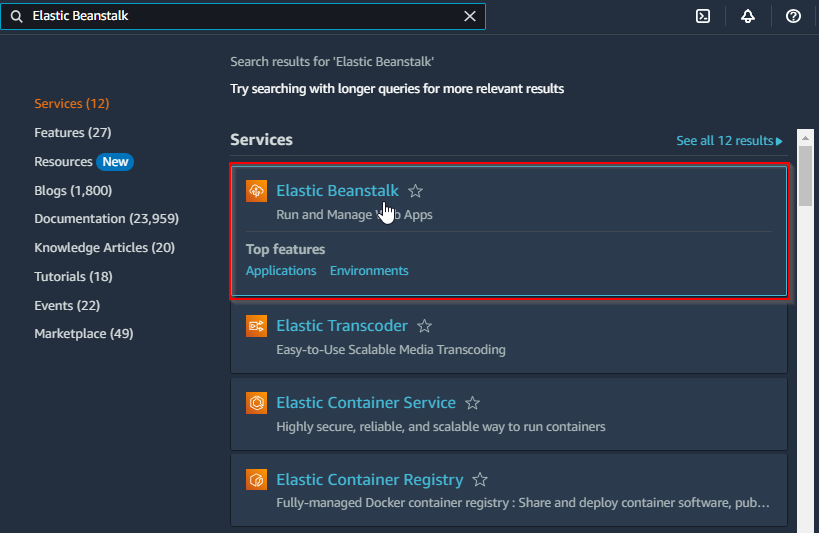 Elastic Beanstalk
Search results for 'Elastic Beanstalk'
Try searching with longer queries for more relevant results
Services (12)
Features (27)
Resources New
Blogs (1,800)
Documentation (23,959)
Knowledge Articles (20)
Tutorials (18)
Events (22)
Marketplace (49)
Services
See all 12 results
Elastic Beanstalk
Run and Manage Web Apps
Top features
Applications Environments
Elastic Transcoder
Easy-to-Use Scalable Media Transcoding
Elastic Container Service
Highly secure, reliable, and scalable way to run containers
Elastic Container Registry
Fully-managed Docker container registry : Share and deploy container software, pub...